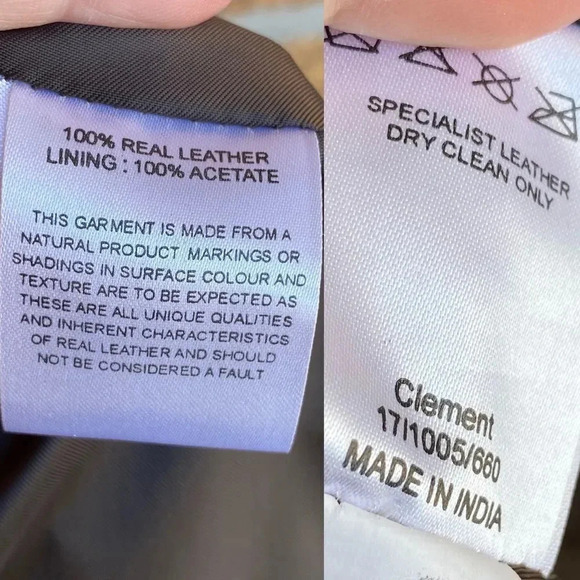 100% REAL LEATHER
LINING : 100% ACETATE
THIS GARMENT IS MADE FROM A
NATURAL PRODUCT MARKINGS OR
SHADINGS IN SURFACE COLOUR AND
TEXTURE ARE TO BE EXPECTED AS
THESE ARE ALL UNIQUE QUALITIES
AND INHERENT CHARACTERISTICS
OF REAL LEATHER AND SHOULD
NOT BE CONSIDERED A FAULT
SPECIALIST LEATHER
DRY CLEAN ONLY
Clement
17I1005/660
MADE IN INDIA